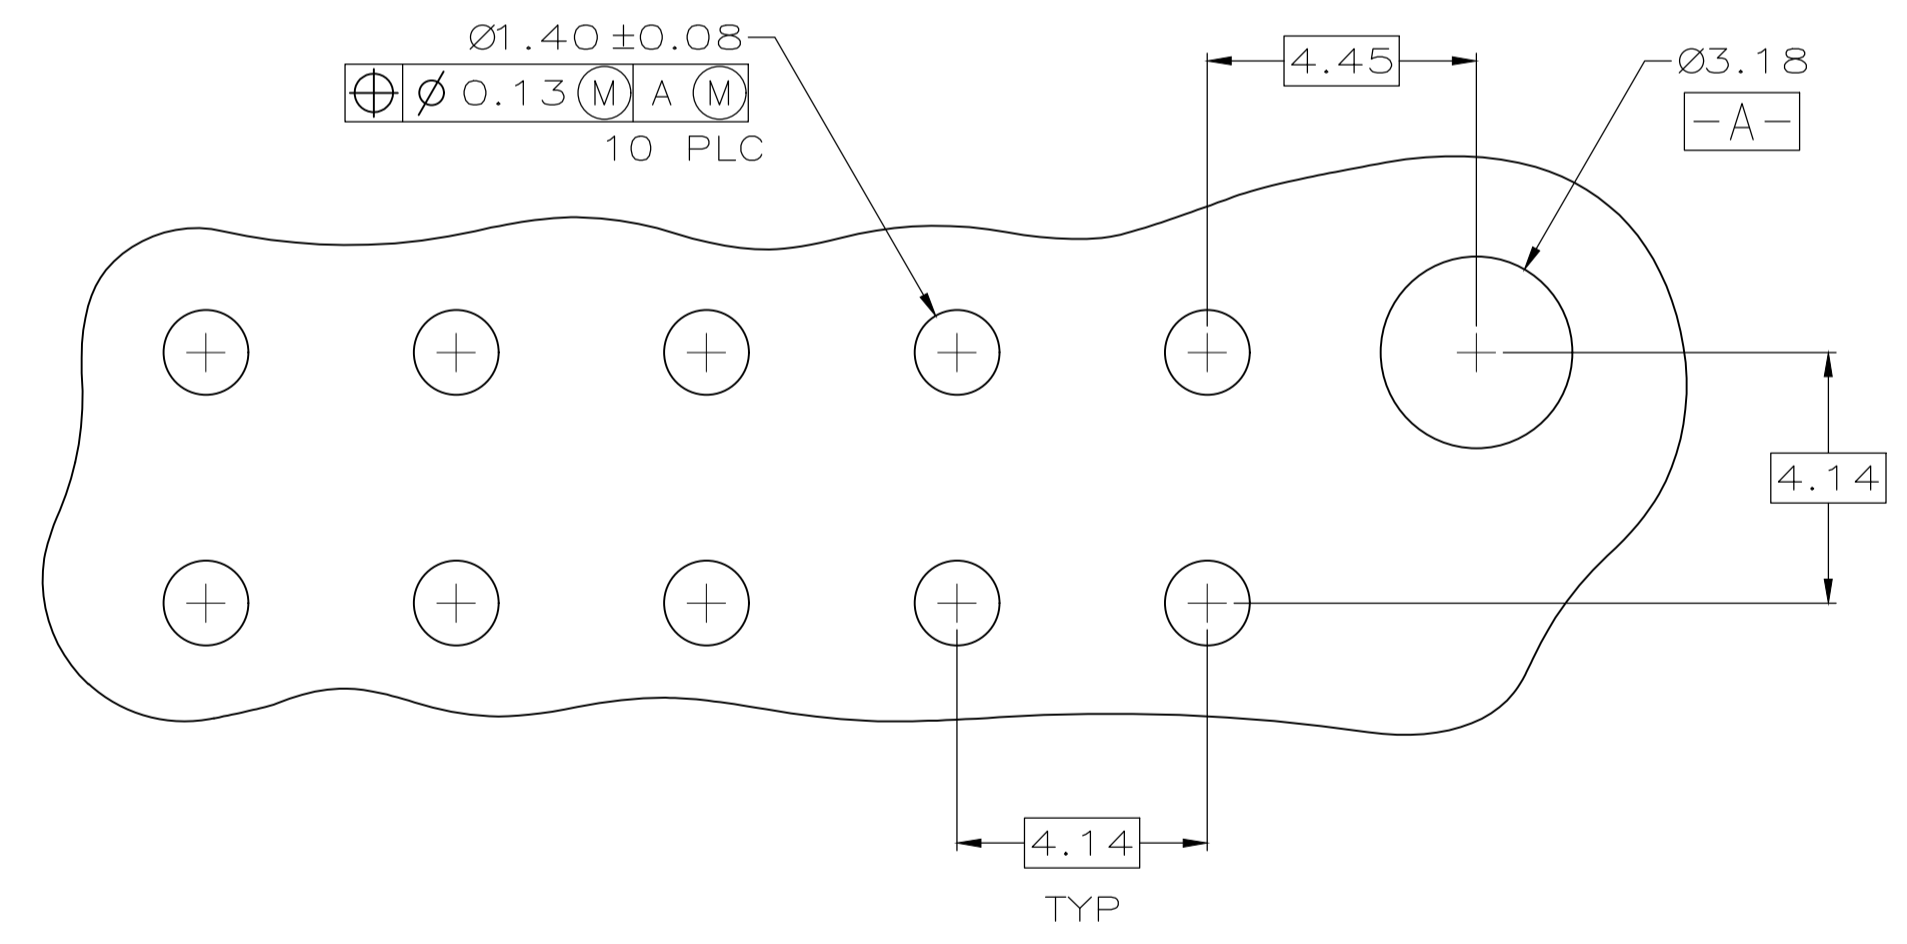 Ø1.40 ±0.08
⌖ Ø 0.13 Ⓜ A Ⓜ
10 PLC
4.45
Ø3.18
-A-
4.14
4.14
TYP